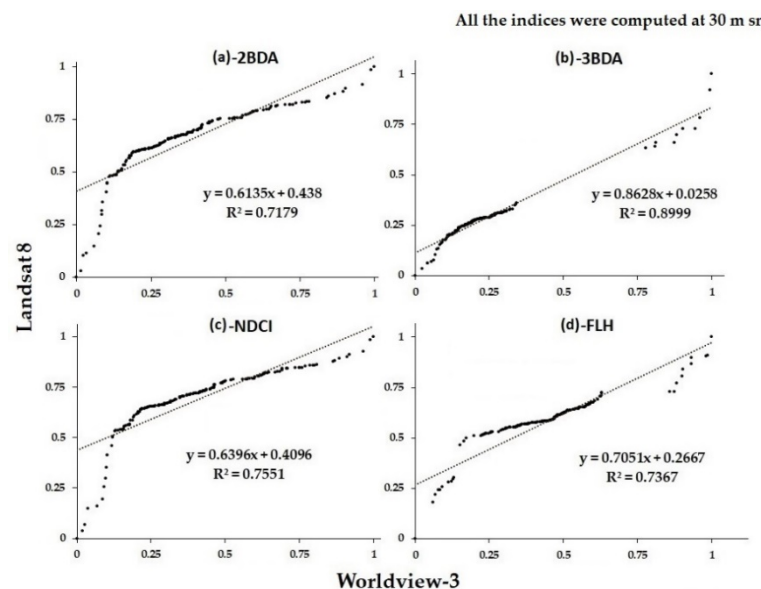 All the indices were computed at 30 m sr
(a)-2BDA
(b)-3BDA
1
0.75
0.5
0.25
0
y = 0.6135x + 0.438
R² = 0.7179
0
0.25
0.5
0.75
1
1
0.75
0.5
0.25
0
y = 0.8628x + 0.0258
R² = 0.8999
0
0.25
0.5
0.75
1
Landsat 8
(c)-NDCI
(d)-FLH
1
0.75
0.5
0.25
0
y = 0.6396x + 0.4096
R² = 0.7551
0
0.25
0.5
0.75
1
1
0.75
0.5
0.25
0
y = 0.7051x + 0.2667
R² = 0.7367
0
0.25
0.5
0.75
1
Worldview-3